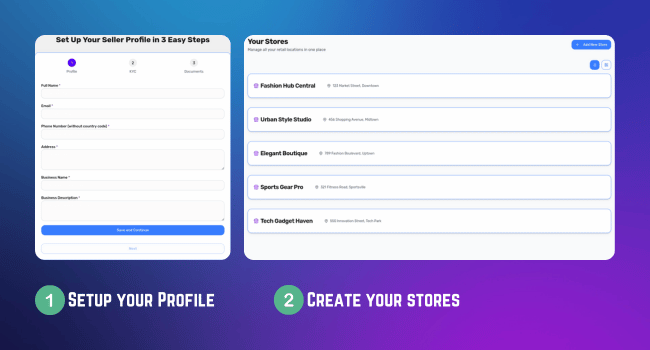 Set Up Your Seller Profile in 3 Easy Steps
1
2
3
Profile
KYC
Documents
Full Name *
Email *
Phone Number (without country code) *
Address *
Business Name *
Business Description *
Save and Continue
Next
Your Stores
Manage all your retail locations in one place
+ Add New Store
Fashion Hub Central
123 Market Street, Downtown
Urban Style Studio
456 Shopping Avenue, Midtown
Elegant Boutique
789 Fashion Boulevard, Uptown
Sports Gear Pro
321 Fitness Road, Sportsville
Tech Gadget Haven
555 Innovation Street, Tech Park
1 Setup your Profile
2 Create your stores